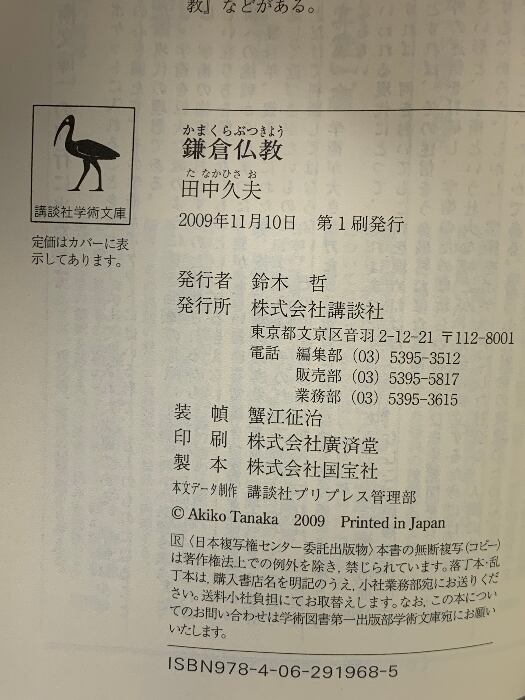 教』などがある。
かまくらぶつきよう
鎌倉仏教
た なかひさ お
田中久夫
2009年11月10日 第1刷発行
講談社学術文庫
定価はカバーに表
示してあります。
発行者 鈴木 哲
発行所 株式会社講談社
東京都文京区音羽 2-12-21 〒112-8001
電話 編集部 (03) 5395-3512
販売部 (03) 5395-5817
業務部 (03) 5395-3615
装 幀 蟹江征治
印 刷 株式会社廣済堂
製 本 株式会社国宝社
本文データ制作 講談社プリプレス管理部
© Akiko Tanaka 2009 Printed in Japan
R〈日本複写権センター委託出版物〉本書の無断複写(コピー)
は著作権法上での例外を除き,禁じられています。落丁本・乱
丁本は,購入書店名を明記のうえ,小社業務部宛にお送りくだ
さい。送料小社負担にてお取替えします。なお,この本につい
てのお問い合わせは学術図書第一出版部学術文庫宛にお願い
いたします。
ISBN978-4-06-291968-5